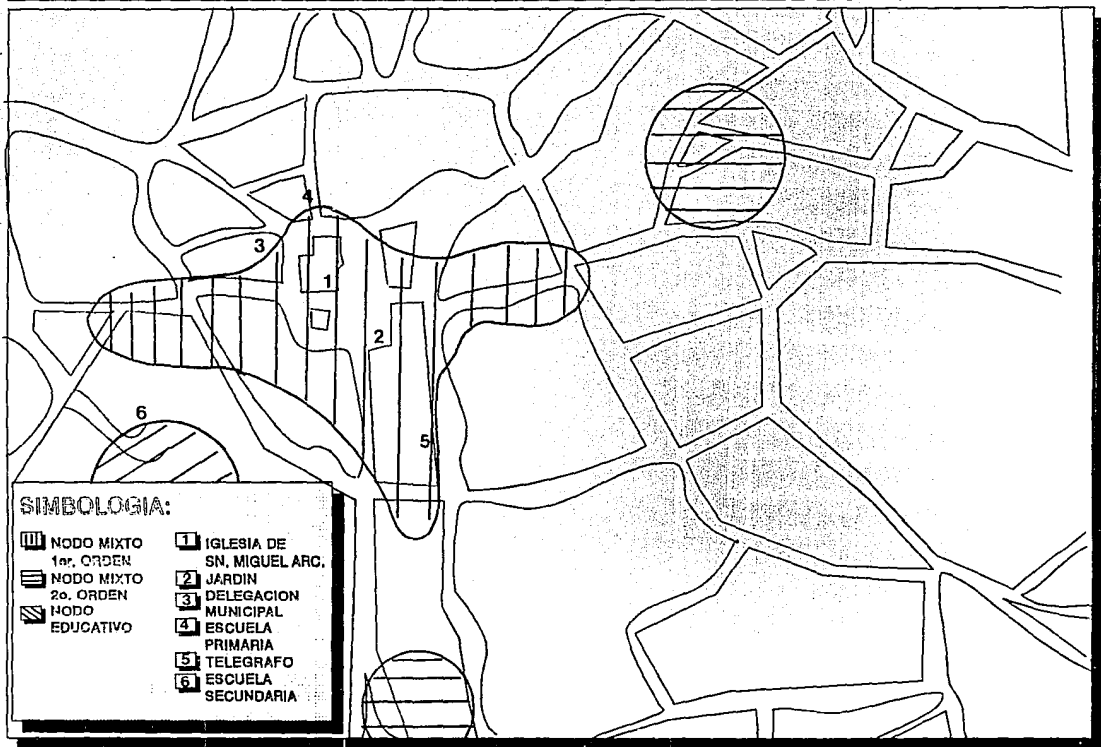 4
3
1
2
6
5
SIMBOLOGIA:
NODO MIXTO
1er. ORDEN
NODO MIXTO
2o. ORDEN
NODO
EDUCATIVO
1 IGLESIA DE
SN. MIGUEL ARC.
2 JARDIN
3 DELEGACION
MUNICIPAL
4 ESCUELA
PRIMARIA
5 TELEGRAFO
6 ESCUELA
SECUNDARIA